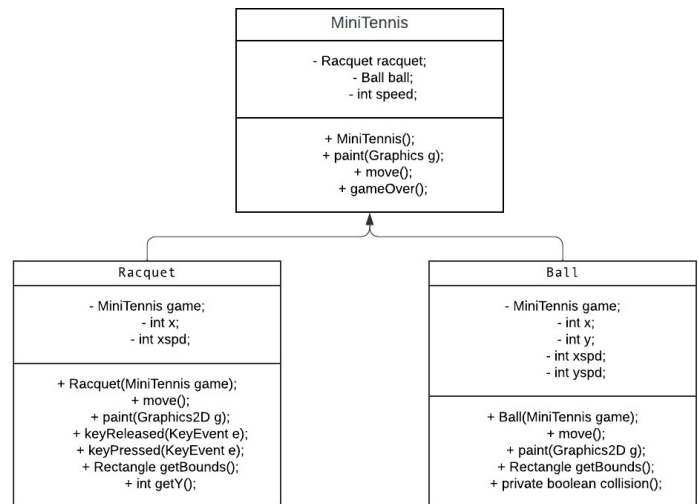 MiniTennis
- Racquet racquet;
- Ball ball;
- int speed;
+ MiniTennis();
+ paint(Graphics g);
+ move();
+ gameOver();
Racquet
- MiniTennis game;
- int x;
- int xspd;
+ Racquet(MiniTennis game);
+ move();
+ paint(Graphics2D g);
+ keyReleased(KeyEvent e);
+ keyPressed(KeyEvent e);
+ Rectangle getBounds();
+ int getY();
Ball
- MiniTennis game;
- int x;
- int y;
- int xspd;
- int yspd;
+ Ball(MiniTennis game);
+ move();
+ paint(Graphics2D g);
+ Rectangle getBounds();
+ private boolean collision();